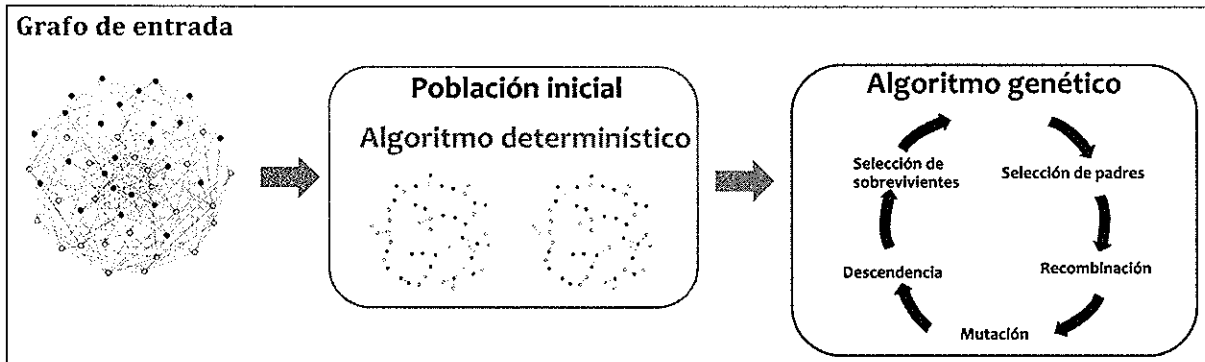 Grafo de entrada
Población inicial
Algoritmo determinístico
Algoritmo genético
Selección de padres
Recombinación
Mutación
Descendencia
Selección de
sobrevivientes